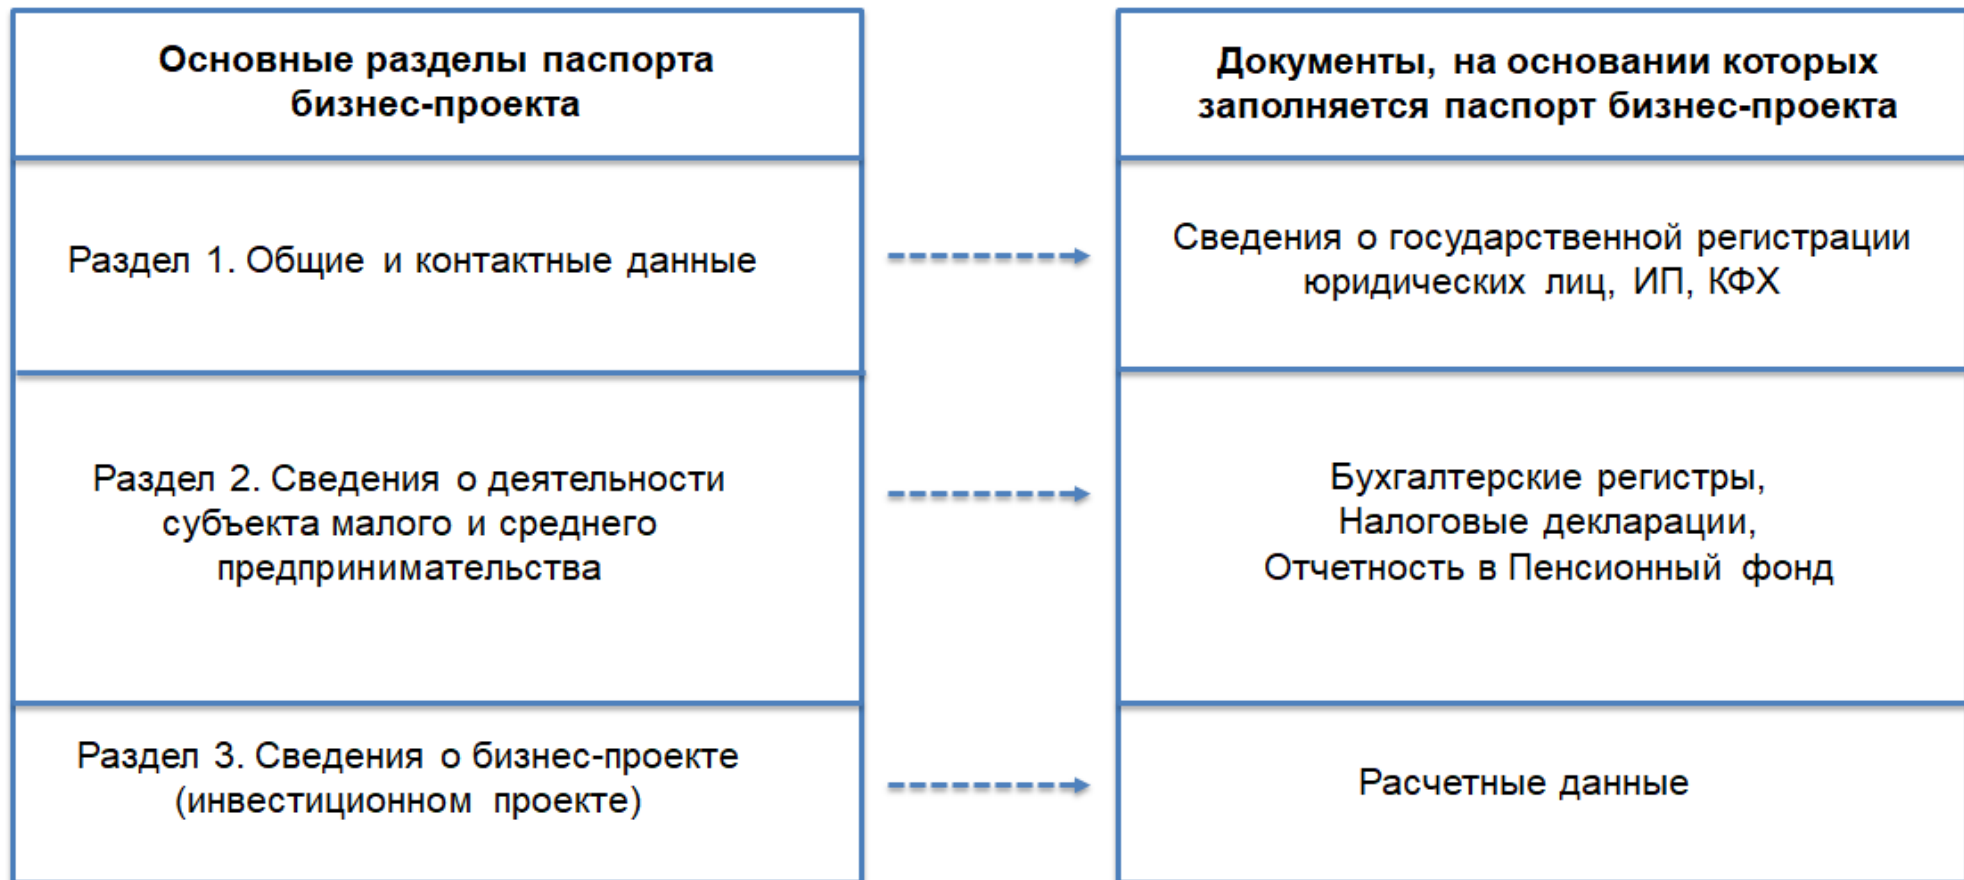 Основные разделы паспорта
бизнес-проекта
Документы, на основании которых
заполняется паспорт бизнес-проекта
Раздел 1. Общие и контактные данные
Сведения о государственной регистрации
юридических лиц, ИП, КФХ
Раздел 2. Сведения о деятельности
субъекта малого и среднего
предпринимательства
Бухгалтерские регистры,
Налоговые декларации,
Отчетность в Пенсионный фонд
Раздел 3. Сведения о бизнес-проекте
(инвестиционном проекте)
Расчетные данные